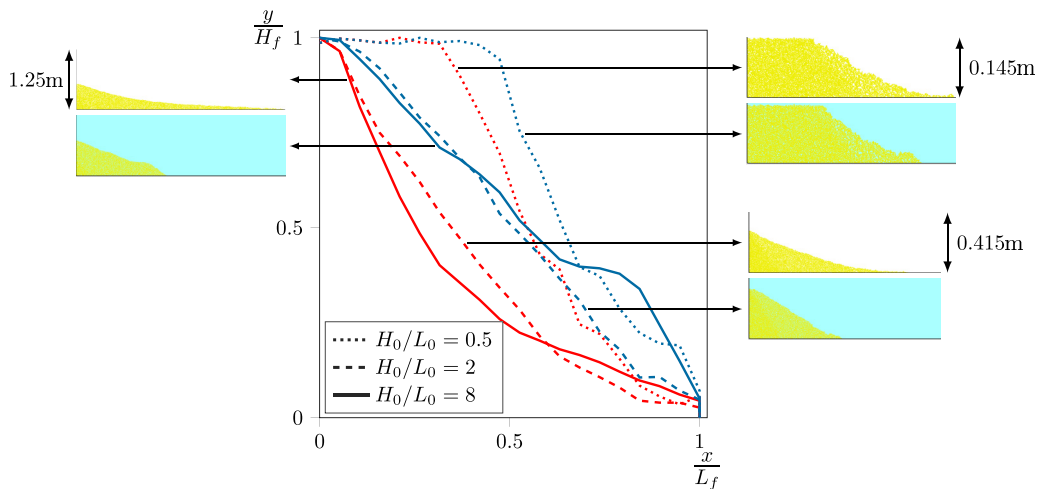 y
H_f
1
0.5
0
0
0.5
1
x
L_f
1.25m
0.145m
0.415m
H_0/L_0 = 0.5
H_0/L_0 = 2
H_0/L_0 = 8